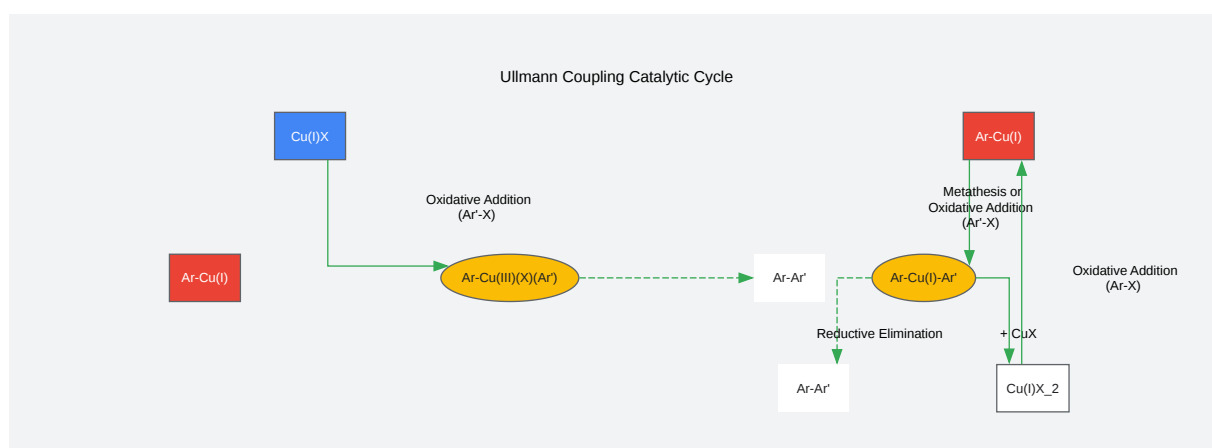 Ullmann Coupling Catalytic Cycle
Cu(I)X
Ar-Cu(I)
Oxidative Addition
(Ar'-X)
Metathesis or
Oxidative Addition
(Ar'-X)
Ar-Cu(I)
Ar-Cu(III)(X)(Ar')
Ar-Ar'
Ar-Cu(I)-Ar'
Oxidative Addition
(Ar-X)
Reductive Elimination
+ CuX
Ar-Ar'
Cu(I)X_2